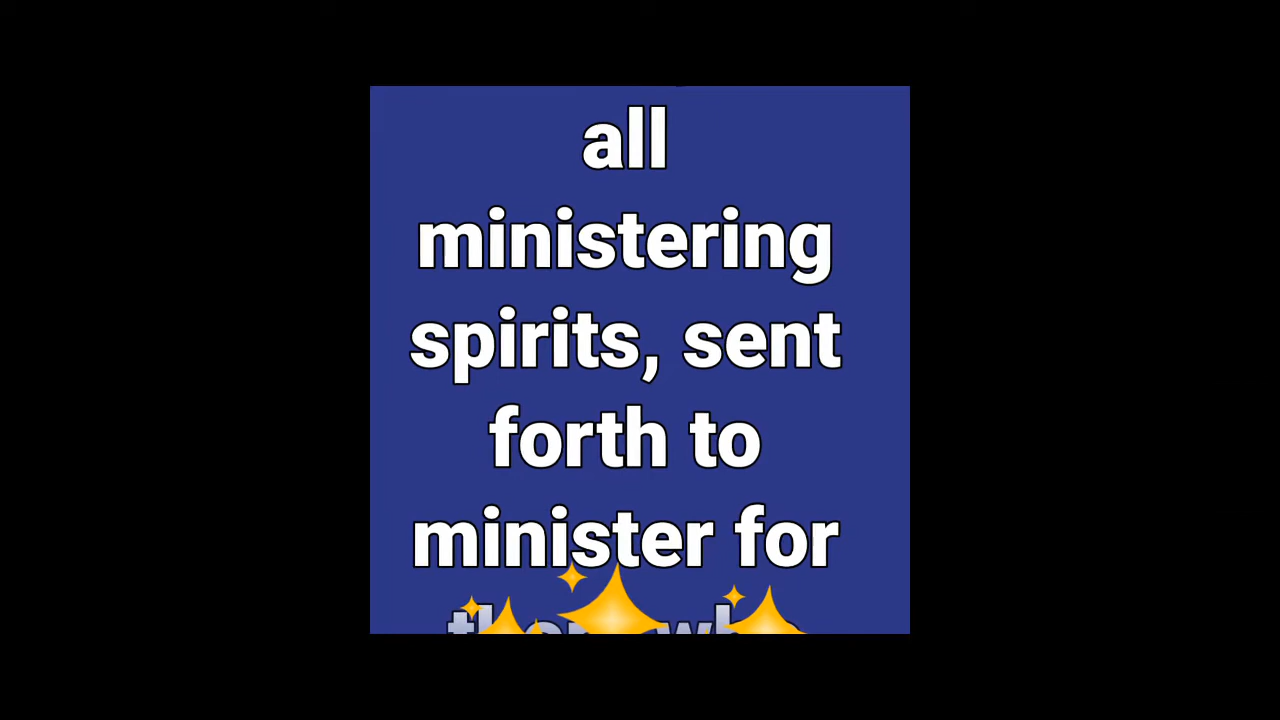 all
ministering
spirits, sent
forth to
minister for